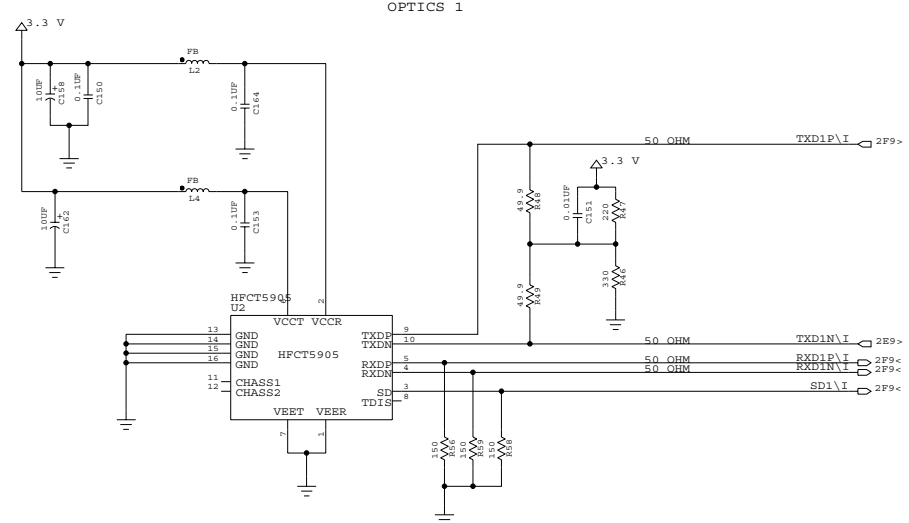 OPTICS 1
3.3 V
FB
L2
10UF
C158
0.1UF
C150
0.1UF
C164
50 OHM
TXD1P\I
2F9>
3.3 V
FB
L4
10UF
C162
0.1UF
C153
49.9
R48
0.01UF
C151
220
R47
49.9
R49
330
R46
HFCT5905
U2
6
2
VCCT
VCCR
13
GND
14
GND
15
GND
16
GND
HFCT5905
11
CHASS1
12
CHASS2
TXDP
9
TXDN
10
50 OHM
TXD1N\I
2E9>
RXDP
5
50 OHM
RXD1P\I
2F9<
RXDN
4
50 OHM
RXD1N\I
2F9<
SD
3
SD1\I
2F9<
TDIS
8
VEET
VEER
7
1
150
R56
150
R59
150
R58